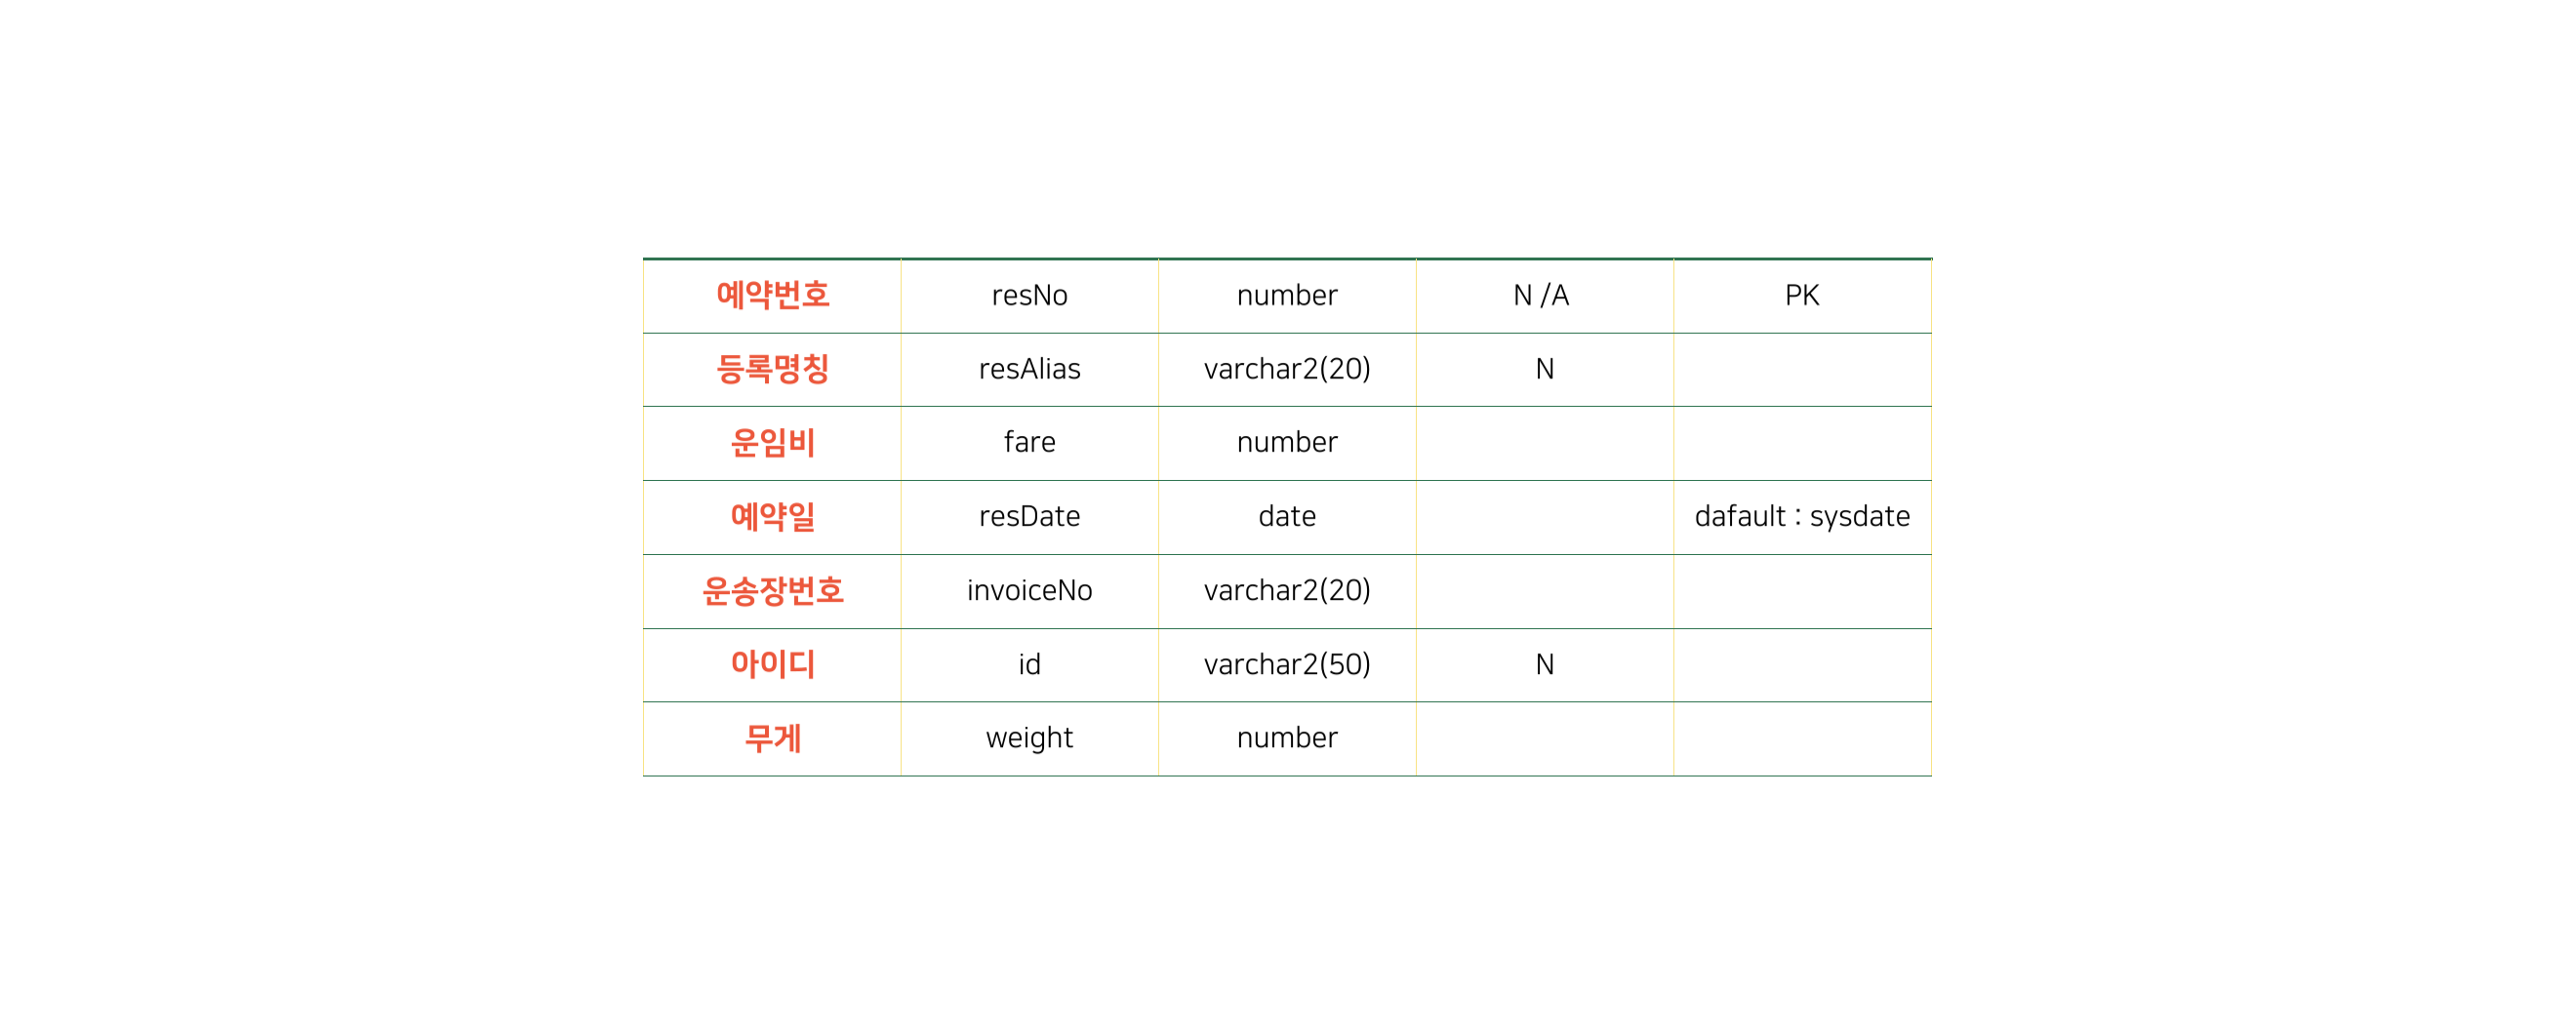 예약번호 resNo number N /A PK
등록명칭 resAlias varchar2(20) N
운임비 fare number
예약일 resDate date dafault : sysdate
운송장번호 invoiceNo varchar2(20)
아이디 id varchar2(50) N
무게 weight number